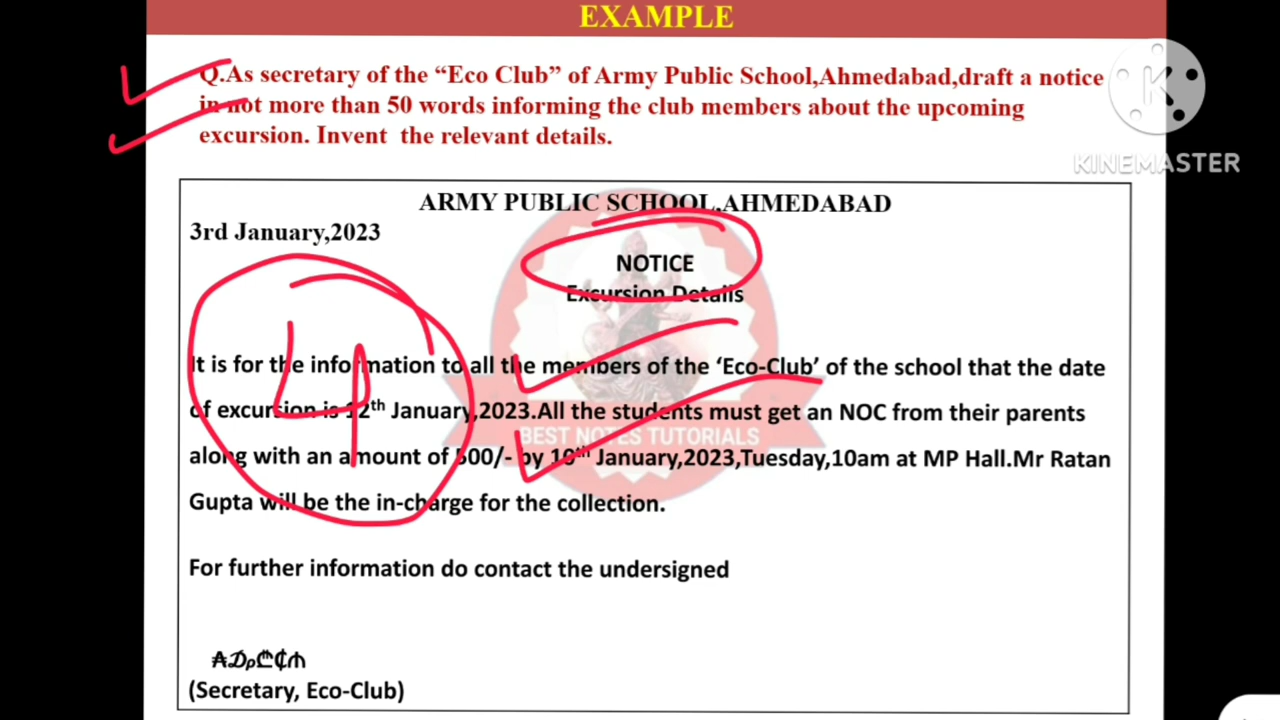 EXAMPLE
Q.As secretary of the “Eco Club” of Army Public School,Ahmedabad,draft a notice
in not more than 50 words informing the club members about the upcoming
excursion. Invent the relevant details.
KINEMASTER
ARMY PUBLIC SCHOOL,AHMEDABAD
3rd January,2023
NOTICE
Excursion Details
4
It is for the information to all the members of the ‘Eco-Club’ of the school that the date
of excursion is 12th January,2023.All the students must get an NOC from their parents
BEST NOTES TUTORIALS
along with an amount of 500/- by 10th January,2023,Tuesday,10am at MP Hall.Mr Ratan
Gupta will be the in-charge for the collection.
For further information do contact the undersigned
(Secretary, Eco-Club)